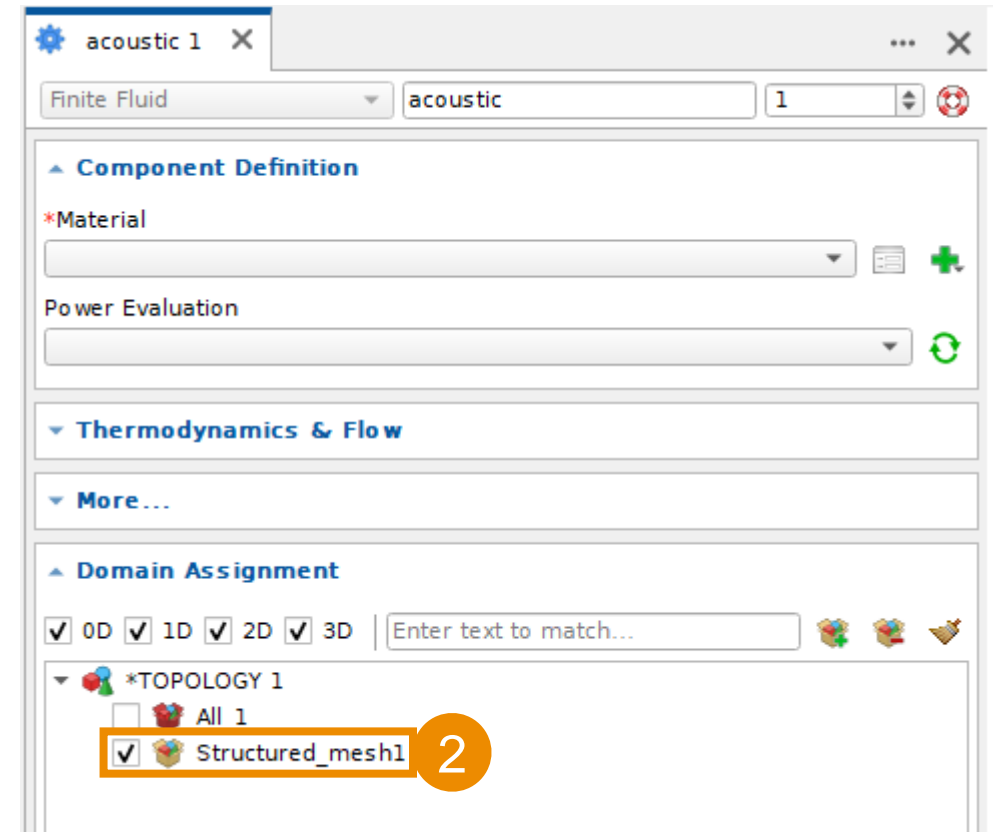 acoustic 1
Finite Fluid acoustic 1
Component Definition
*Material
Power Evaluation
Thermodynamics & Flow
More...
Domain Assignment
0D 1D 2D 3D Enter text to match...
*TOPOLOGY 1
All 1
Structured_mesh1 2